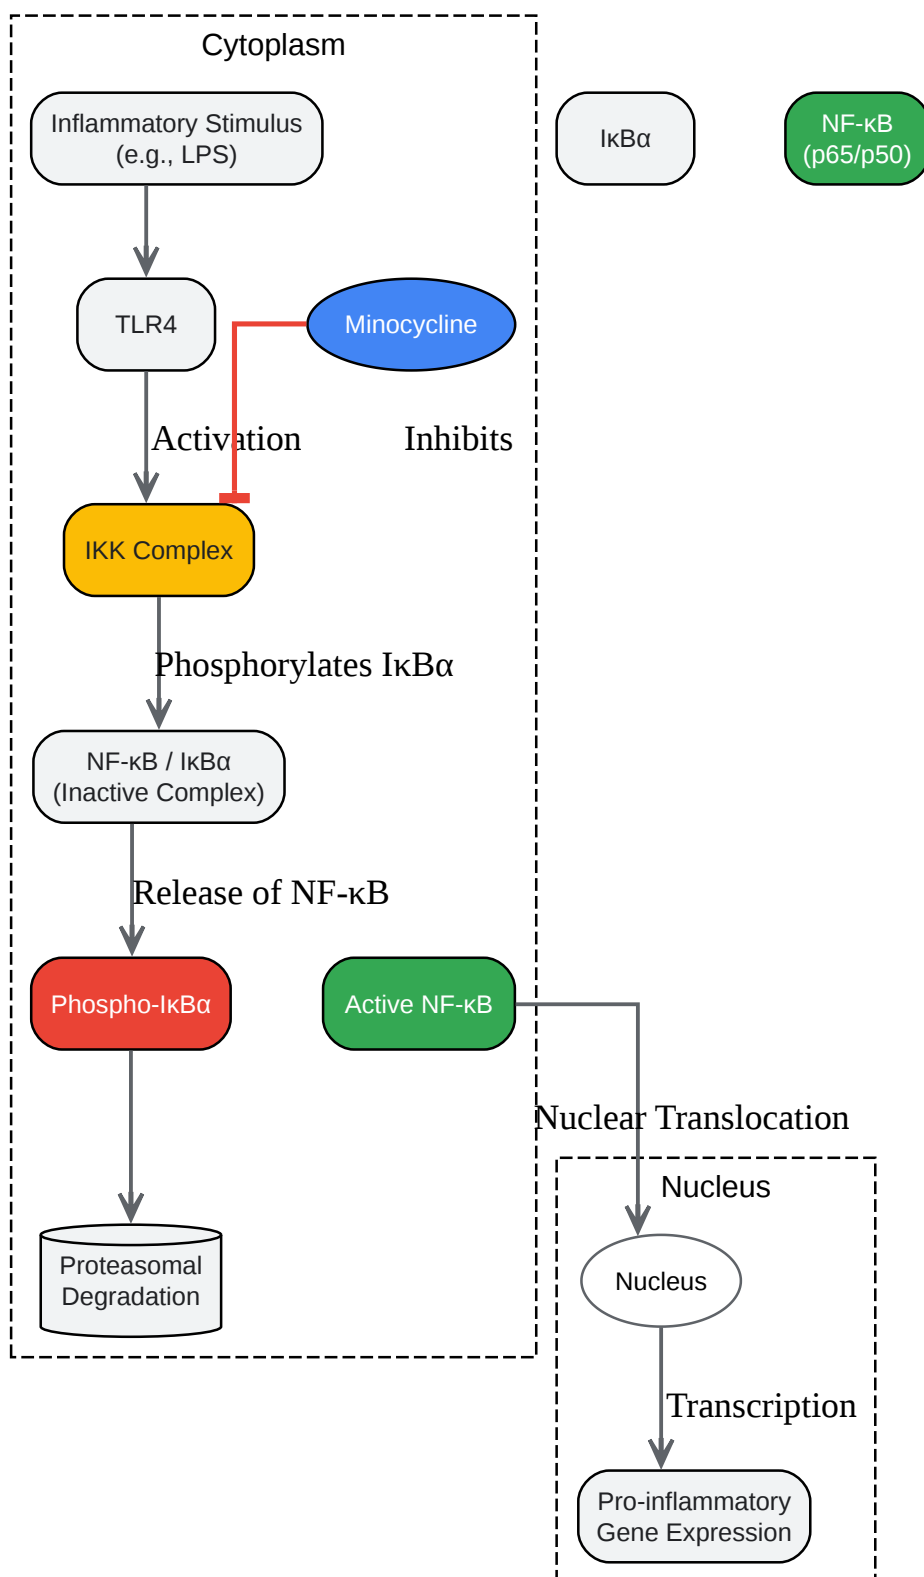 Cytoplasm
Inflammatory Stimulus
(e.g., LPS)
IκBα
NF-κB
(p65/p50)
TLR4
Minocycline
Activation
Inhibits
IKK Complex
Phosphorylates IκBα
NF-κB / IκBα
(Inactive Complex)
Release of NF-κB
Phospho-IκBα
Active NF-κB
Nuclear Translocation
Nucleus
Proteasomal
Degradation
Nucleus
Transcription
Pro-inflammatory
Gene Expression